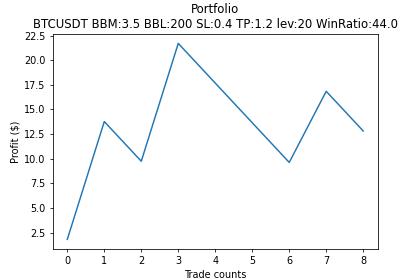 Portfolio
BTCUSDT BBM:3.5 BBL:200 SL:0.4 TP:1.2 lev:20 WinRatio:44.0
22.5
20.0
17.5
15.0
12.5
10.0
7.5
5.0
2.5
Profit ($)
0 1 2 3 4 5 6 7 8
Trade counts